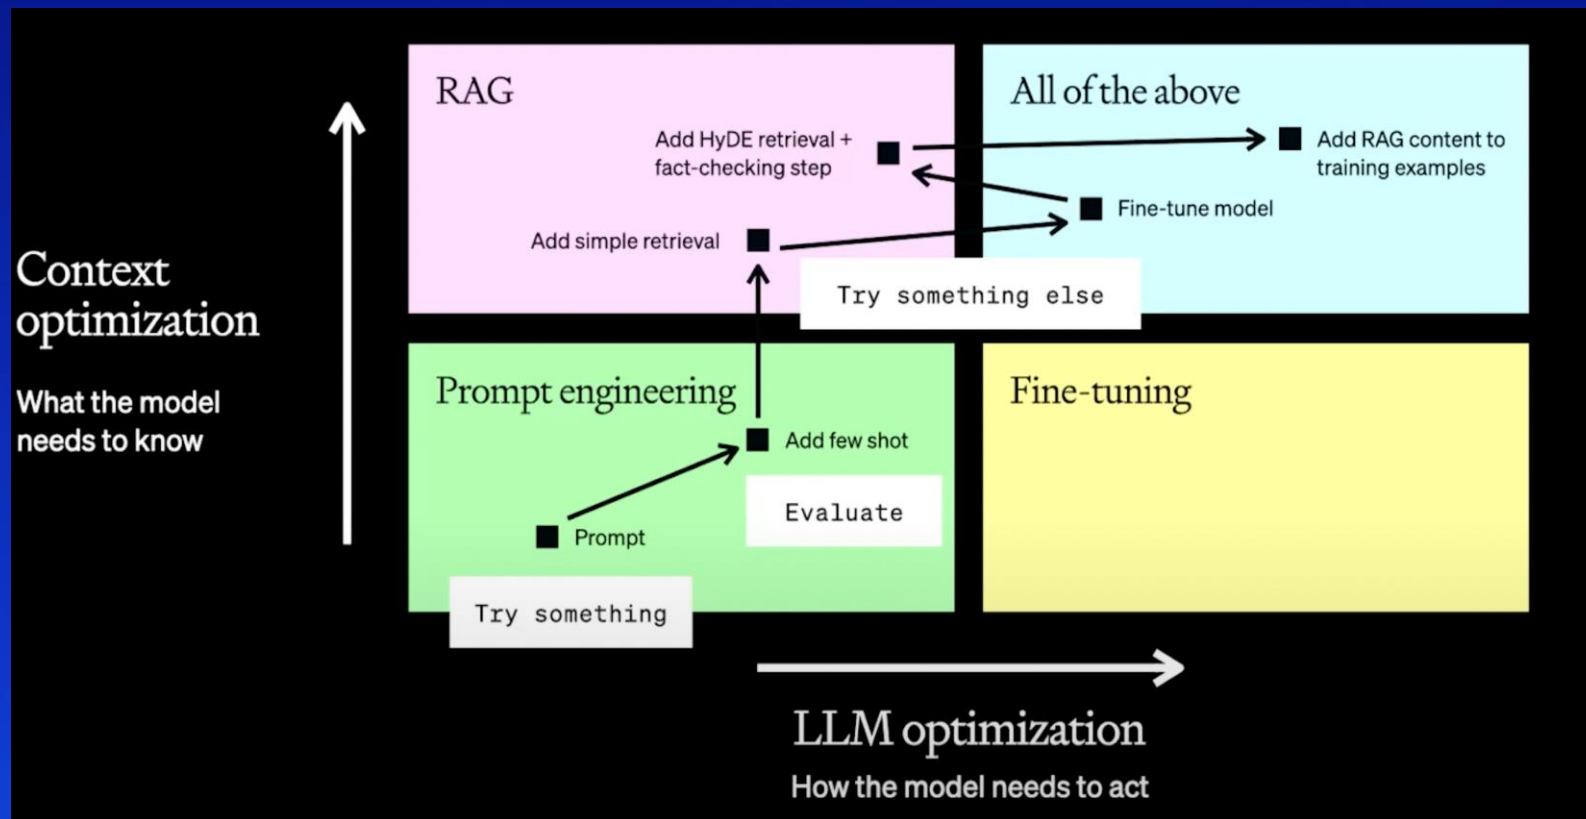 RAG
Add HyDE retrieval +
fact-checking step
Add simple retrieval
All of the above
Add RAG content to
training examples
Fine-tune model
Try something else
Context
optimization
What the model
needs to know
Prompt engineering
Add few shot
Evaluate
Prompt
Try something
Fine-tuning
LLM optimization
How the model needs to act